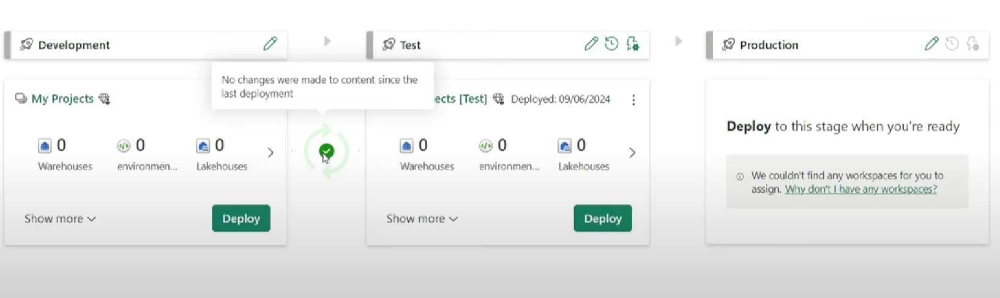 Development
Test
Production
No changes were made to content since the
last deployment
My Projects
ects [Test] Deployed: 09/06/2024
0
0
0
Warehouses
environmen...
Lakehouses
0
0
0
Warehouses
environmen...
Lakehouses
Show more
Deploy
Show more
Deploy
Deploy to this stage when you're ready
We couldn't find any workspaces for you to
assign. Why don't I have any workspaces?